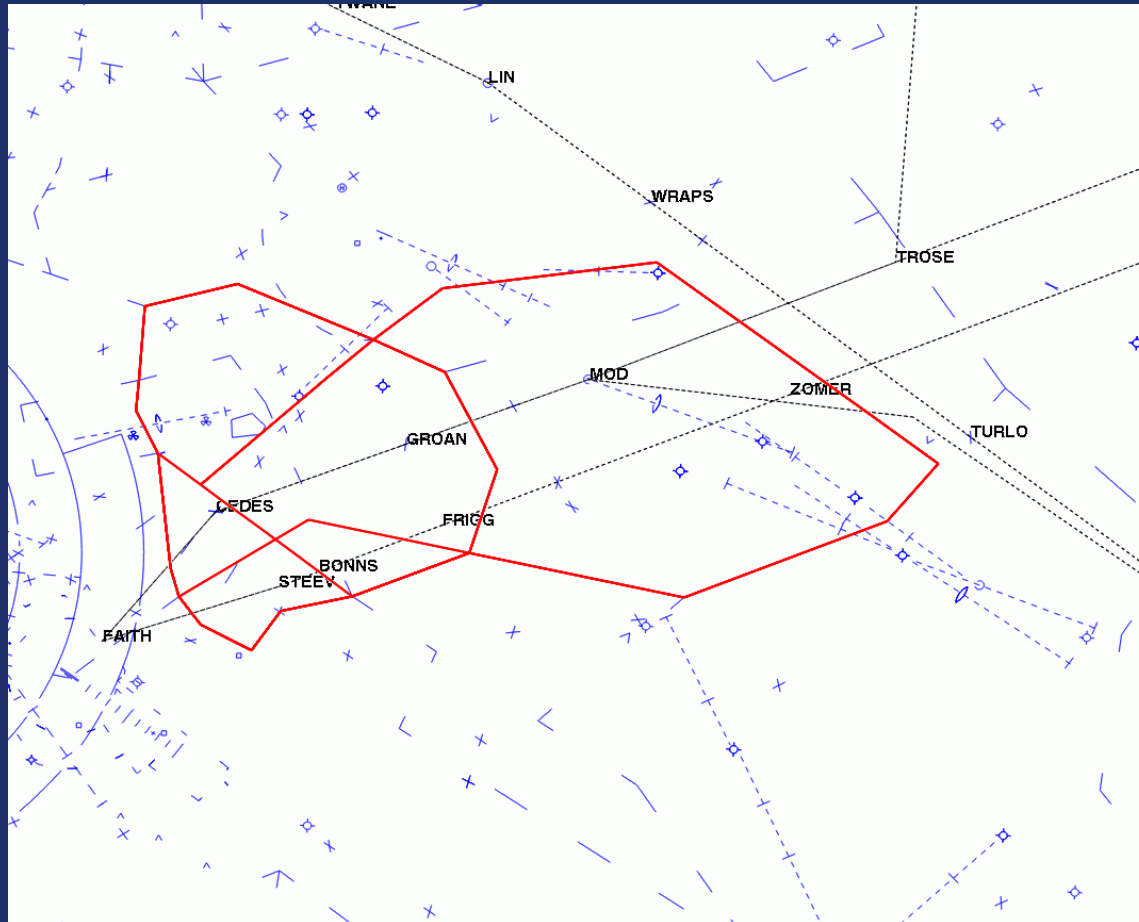 LIN
WRAPS
TROSE
MOD
ZOMER
TURLO
GROAN
CEDES
FRIGG
BONNS
STEEV
FAITH